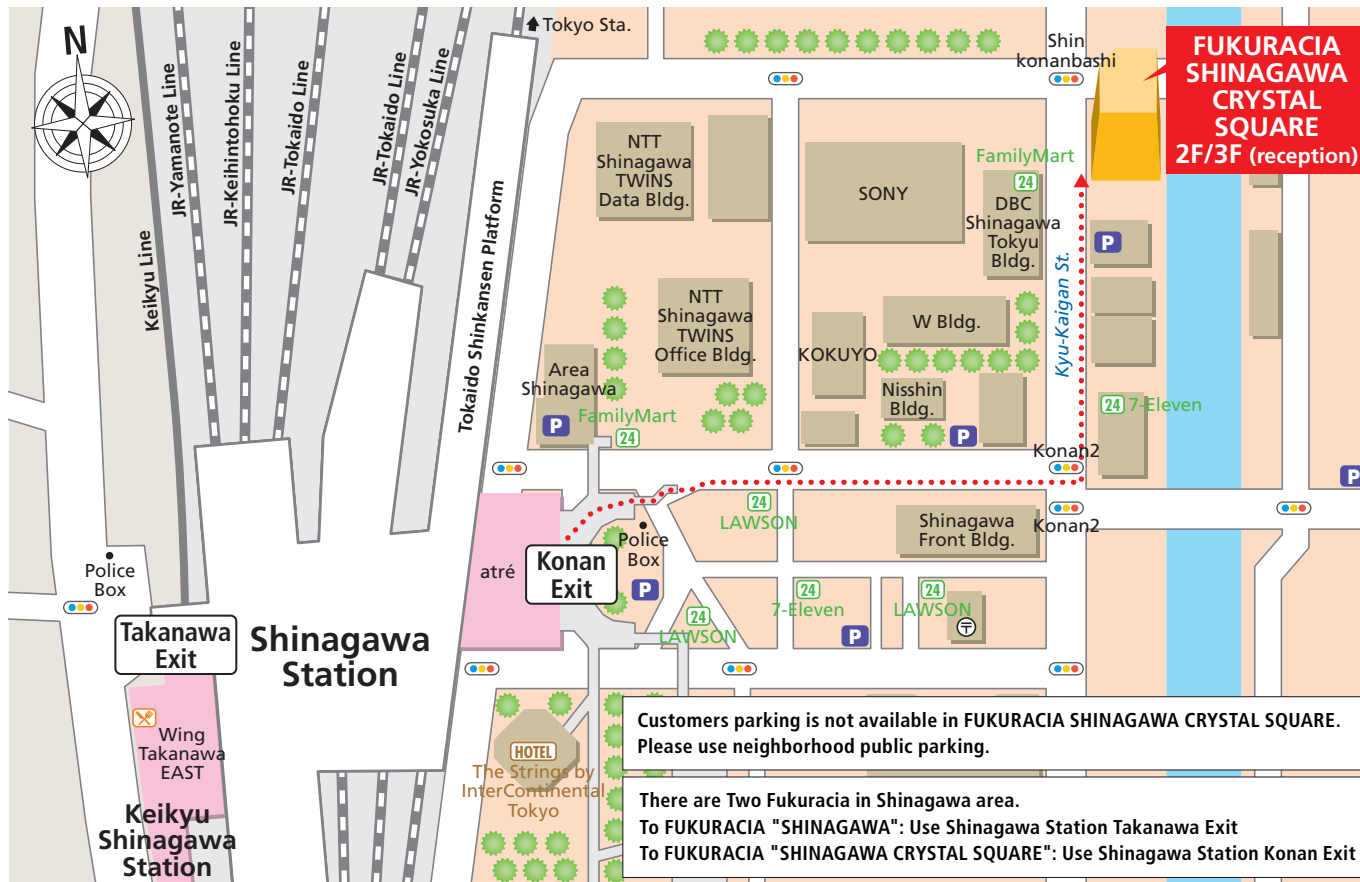 N
Tokyo Sta.
Shin
konanbashi
FUKURACIA
SHINAGAWA
CRYSTAL
SQUARE
2F/3F (reception)
Keikyu Line
JR-Yamanote Line
JR-Keihintohoku Line
JR-Tokaido Line
JR-Tokaido Line
JR-Yokosuka Line
Tokaido Shinkansen Platform
NTT
Shinagawa
TWINS
Data Bldg.
SONY
FamilyMart
24
DBC
Shinagawa
Tokyu
Bldg.
P
Kyu-Kaigan St.
NTT
Shinagawa
TWINS
Office Bldg.
W Bldg.
KOKUYO
Nisshin
Bldg.
P
Area
Shinagawa
P
FamilyMart
24
24 7-Eleven
Konan2
P
24
LAWSON
Shinagawa
Front Bldg.
Konan2
Police
Box
P
atré
Konan
Exit
Police
Box
24
LAWSON
24
7-Eleven
P
24
LAWSON
〒
Takanawa
Exit
Shinagawa
Station
Wing
Takanawa
EAST
Keikyu
Shinagawa
Station
HOTEL
The Strings by
InterContinental
Tokyo
Customers parking is not available in FUKURACIA SHINAGAWA CRYSTAL SQUARE.
Please use neighborhood public parking.
There are Two Fukuracia in Shinagawa area.
To FUKURACIA "SHINAGAWA": Use Shinagawa Station Takanawa Exit
To FUKURACIA "SHINAGAWA CRYSTAL SQUARE": Use Shinagawa Station Konan Exit